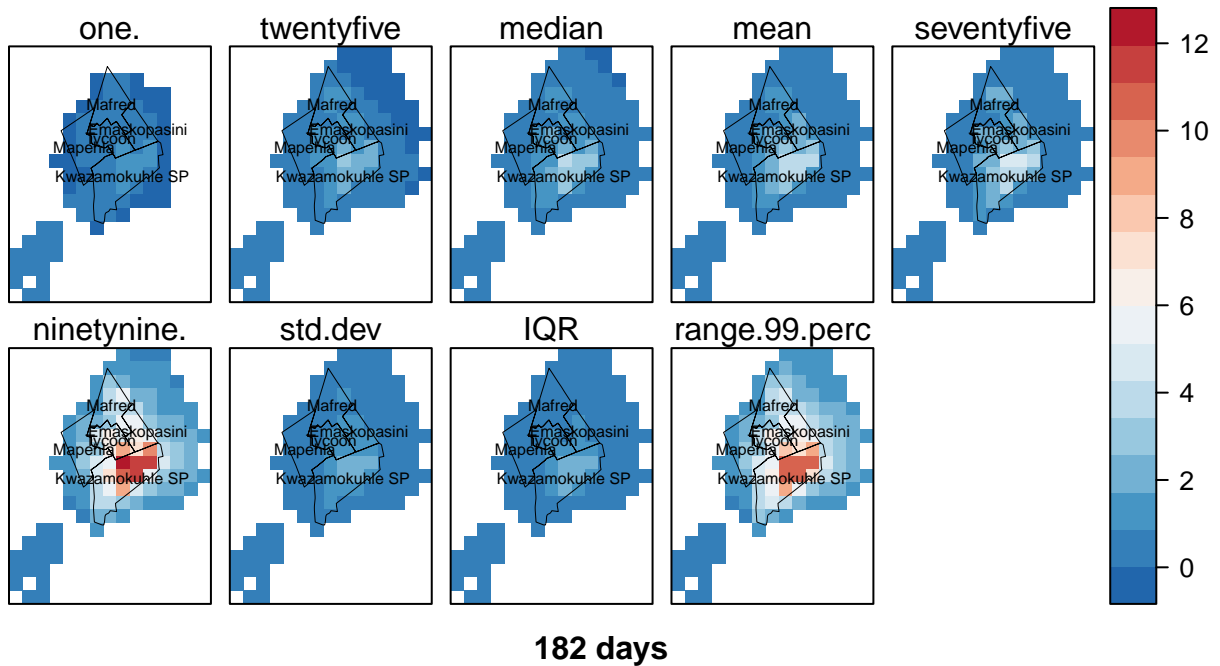 one. twentyfive median mean seventyfive
Mafred Mafred Mafred Mafred Mafred
Emaskopasini Emaskopasini Emaskopasini Emaskopasini Emaskopasini
Tycoon Tycoon Tycoon Tycoon Tycoon
Mapenla Mapenla Mapenla Mapenla Mapenla
Kwazamokuhle SP Kwazamokuhle SP Kwazamokuhle SP Kwazamokuhle SP Kwazamokuhle SP
ninetynine. std.dev IQR range.99.perc
Mafred Mafred Mafred Mafred
Emaskopasini Emaskopasini Emaskopasini Emaskopasini
Tycoon Tycoon Tycoon Tycoon
Mapenla Mapenla Mapenla Mapenla
Kwazamokuhle SP Kwazamokuhle SP Kwazamokuhle SP Kwazamokuhle SP
12
10
8
6
4
2
0
182 days